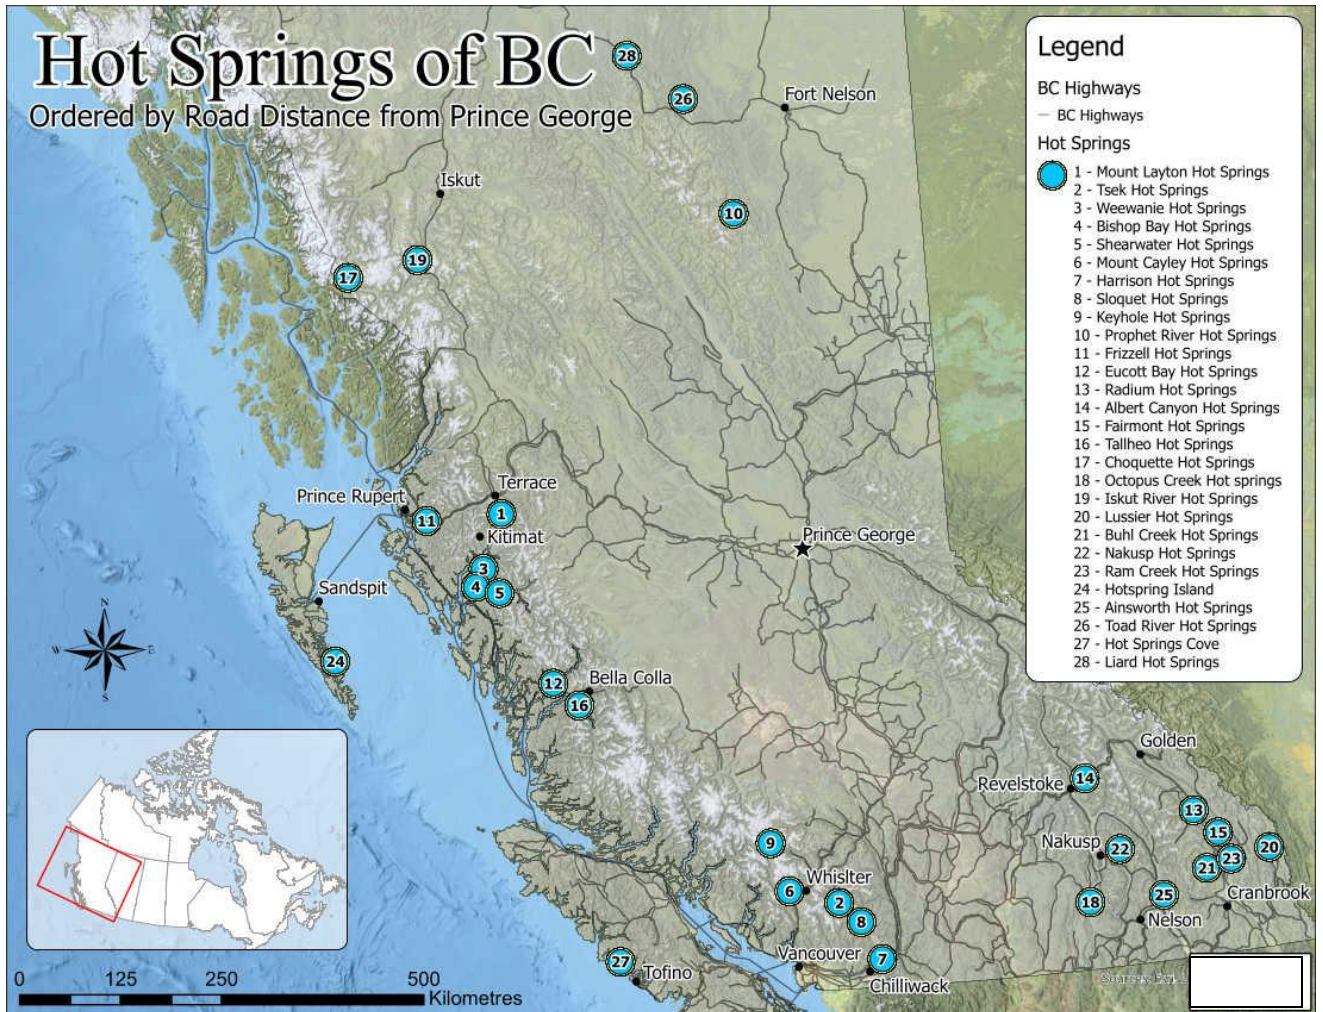 Hot Springs of BC
Ordered by Road Distance from Prince George
Legend
BC Highways
BC Highways
Hot Springs
1 - Mount Layton Hot Springs
2 - Tsek Hot Springs
3 - Weewanie Hot Springs
4 - Bishop Bay Hot Springs
5 - Shearwater Hot Springs
6 - Mount Cayley Hot Springs
7 - Harrison Hot Springs
8 - Sloquet Hot Springs
9 - Keyhole Hot Springs
10 - Prophet River Hot Springs
11 - Frizzell Hot Springs
12 - Eucott Bay Hot Springs
13 - Radium Hot Springs
14 - Albert Canyon Hot Springs
15 - Fairmont Hot Springs
16 - Tallheo Hot Springs
17 - Choquette Hot Springs
18 - Octopus Creek Hot springs
19 - Iskut River Hot springs
20 - Lussier Hot Springs
21 - Buhl Creek Hot Springs
22 - Nakusp Hot Springs
23 - Ram Creek Hot Springs
24 - Hotspring Island
25 - Ainsworth Hot Springs
26 - Toad River Hot Springs
27 - Hot Springs Cove
28 - Liard Hot Springs
28
26
Fort Nelson
Iskut
10
19
17
Terrace
Prince Rupert
11
1
Kitimat
Prince George
3
4
5
Sandspit
N
W
E
S
24
12
Bella Colla
16
Golden
Revelstoke
14
13
15
9
Nakusp
22
20
23
21
6
Whislter
2
8
18
25
Cranbrook
Nelson
27
Tofino
Vancouver
7
Chilliwack
0
125
250
500
Kilometres